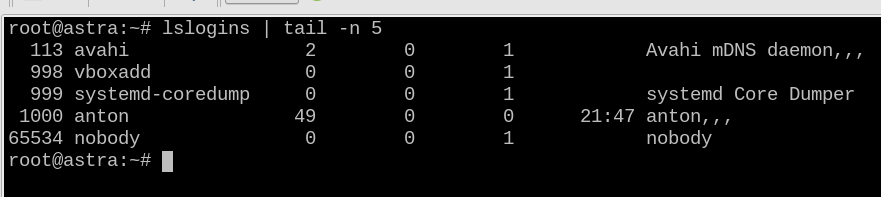 root@astra:~# lslogins | tail -n 5
  113 avahi                2        0        1            Avahi mDNS daemon,,,
  998 vboxadd              0        0        1
  999 systemd-coredump     0        0        1            systemd Core Dumper
 1000 anton               49        0        0      21:47 anton,,,
65534 nobody               0        0        1            nobody
root@astra:~#